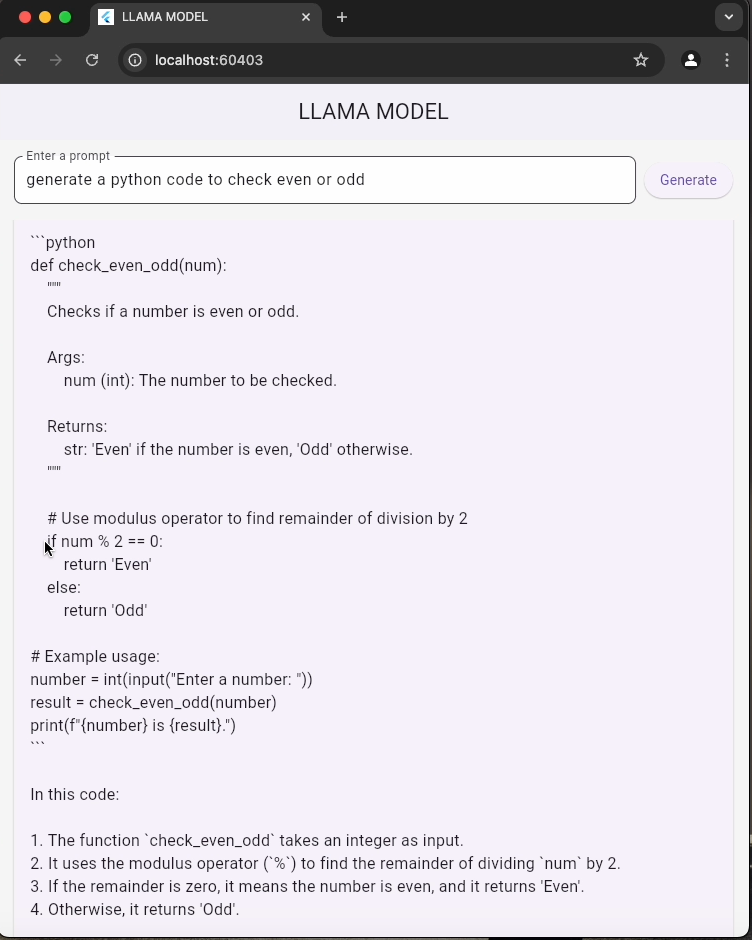 LLAMA MODEL
localhost:60403
LLAMA MODEL
Enter a prompt
generate a python code to check even or odd
Generate
```python
def check_even_odd(num):
    """
    Checks if a number is even or odd.

    Args:
        num (int): The number to be checked.

    Returns:
        str: 'Even' if the number is even, 'Odd' otherwise.
    """

    # Use modulus operator to find remainder of division by 2
    if num % 2 == 0:
        return 'Even'
    else:
        return 'Odd'

# Example usage:
number = int(input("Enter a number: "))
result = check_even_odd(number)
print(f"{number} is {result}.")
```

In this code:

1. The function `check_even_odd` takes an integer as input.
2. It uses the modulus operator (`%`) to find the remainder of dividing `num` by 2.
3. If the remainder is zero, it means the number is even, and it returns 'Even'.
4. Otherwise, it returns 'Odd'.